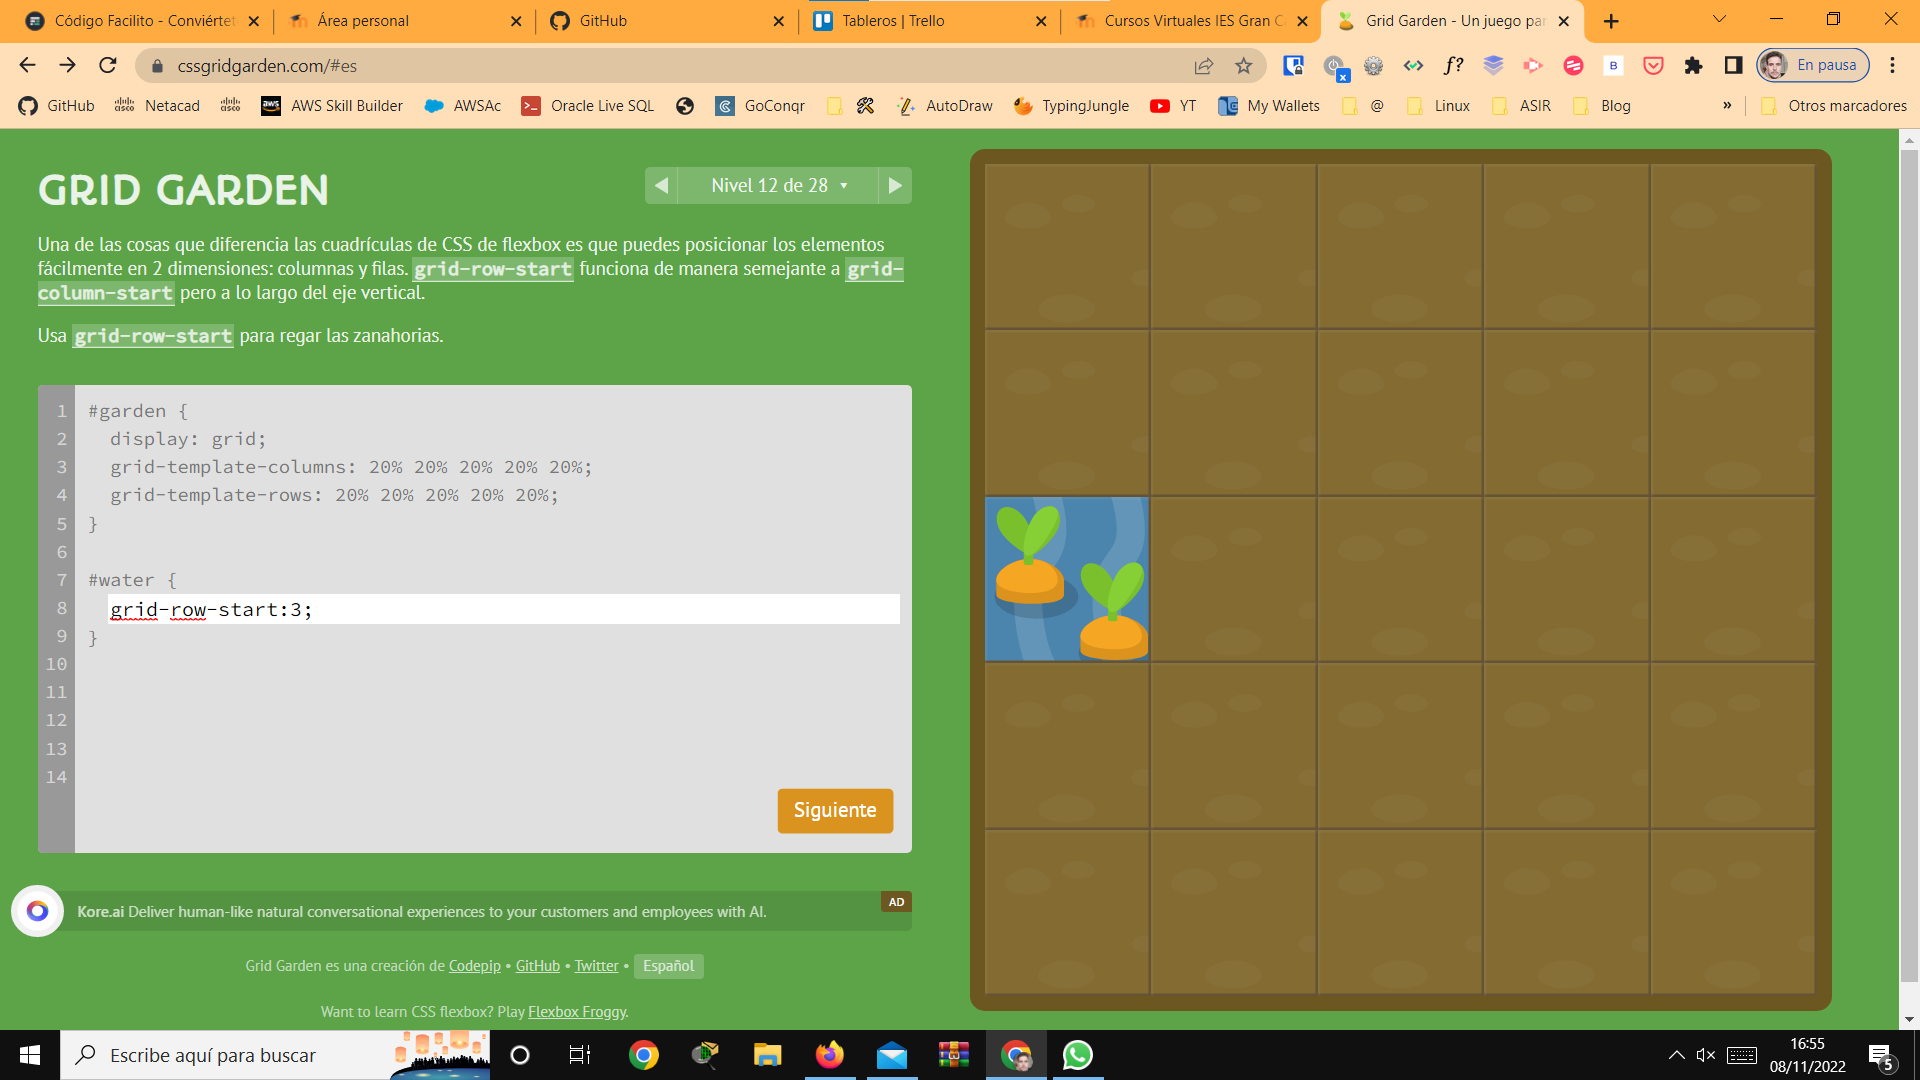 Código Facilito - Conviértet
Área personal
GitHub
Tableros | Trello
Cursos Virtuales IES Gran C
Grid Garden - Un juego par
cssgridgarden.com/#es
x
f?
B
En pausa
GitHub
cisco
Netacad
cisco
aws
AWS Skill Builder
AWSAc
Oracle Live SQL
GoConqr
AutoDraw
TypingJungle
YT
My Wallets
@
Linux
ASIR
Blog
»
Otros marcadores
GRID GARDEN
Nivel 12 de 28
Una de las cosas que diferencia las cuadrículas de CSS de flexbox es que puedes posicionar los elementos
fácilmente en 2 dimensiones: columnas y filas. grid-row-start funciona de manera semejante a grid-
column-start pero a lo largo del eje vertical.
Usa grid-row-start para regar las zanahorias.
1 #garden {
2 display: grid;
3 grid-template-columns: 20% 20% 20% 20% 20%;
4 grid-template-rows: 20% 20% 20% 20% 20%;
5 }
6
7 #water {
8 grid-row-start:3;
9 }
10
11
12
13
14
Siguiente
Kore.ai Deliver human-like natural conversational experiences to your customers and employees with AI.
AD
Grid Garden es una creación de Codepip • GitHub • Twitter • Español
Want to learn CSS flexbox? Play Flexbox Froggy.
Escribe aquí para buscar
16:55
08/11/2022
5